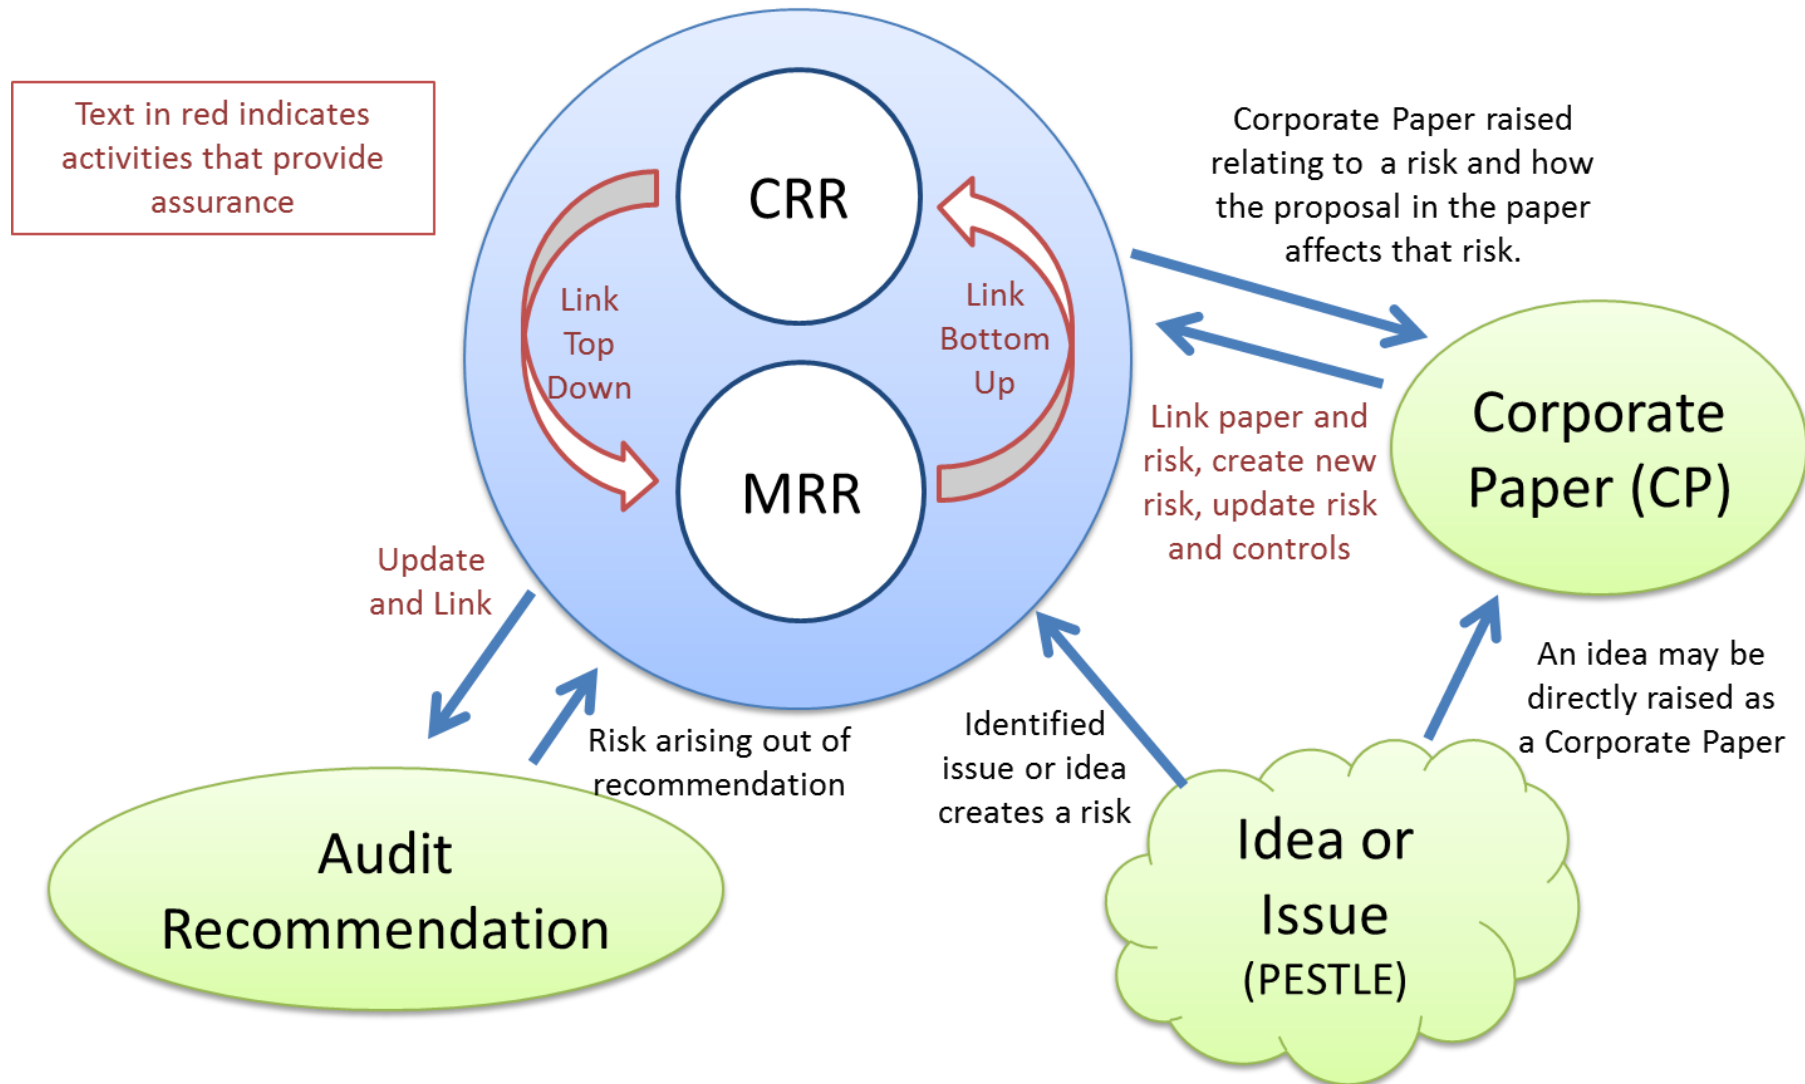 Text in red indicates
activities that provide
assurance
CRR
Link
Top
Down
Link
Bottom
Up
MRR
Corporate Paper raised
relating to a risk and how
the proposal in the paper
affects that risk.
Link paper and
risk, create new
risk, update risk
and controls
Corporate
Paper (CP)
Update
and Link
Risk arising out of
recommendation
Identified
issue or idea
creates a risk
An idea may be
directly raised as
a Corporate Paper
Audit
Recommendation
Idea or
Issue
(PESTLE)